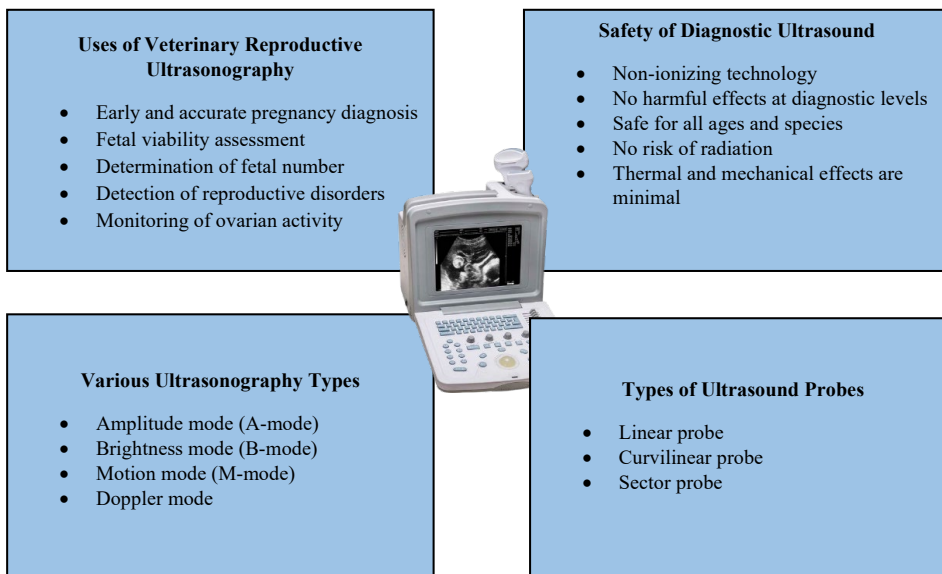 Uses of Veterinary Reproductive
Ultrasonography
• Early and accurate pregnancy diagnosis
• Fetal viability assessment
• Determination of fetal number
• Detection of reproductive disorders
• Monitoring of ovarian activity
Safety of Diagnostic Ultrasound
• Non-ionizing technology
• No harmful effects at diagnostic levels
• Safe for all ages and species
• No risk of radiation
• Thermal and mechanical effects are
minimal
Various Ultrasonography Types
• Amplitude mode (A-mode)
• Brightness mode (B-mode)
• Motion mode (M-mode)
• Doppler mode
Types of Ultrasound Probes
• Linear probe
• Curvilinear probe
• Sector probe